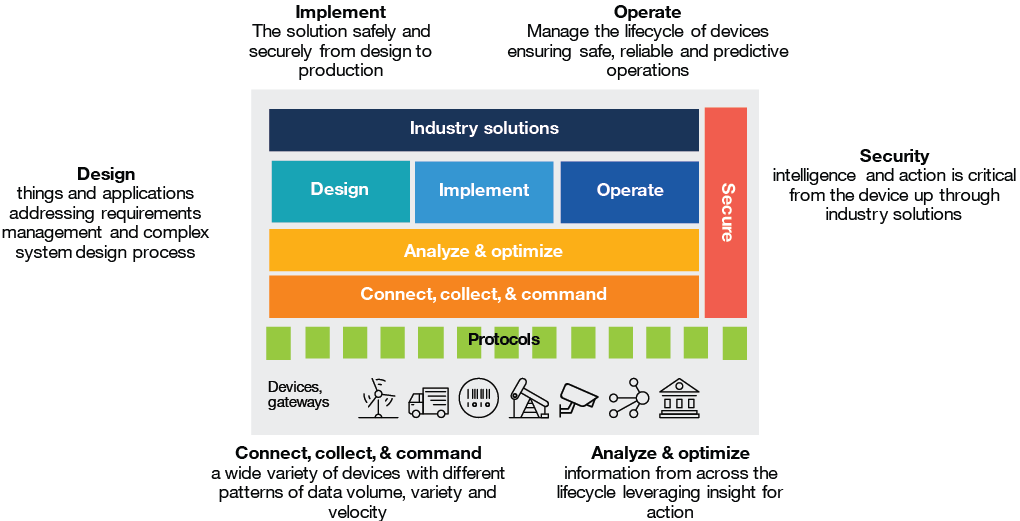 Implement
The solution safely and
securely from design to
production
Operate
Manage the lifecycle of devices
ensuring safe, reliable and predictive
operations
Design
things and applications
addressing requirements
management and complex
system design process
Industry solutions
Design
Implement
Operate
Secure
Analyze & optimize
Connect, collect, & command
Protocols
Devices,
gateways
1010
Security
intelligence and action is critical
from the device up through
industry solutions
Connect, collect, & command
a wide variety of devices with different
patterns of data volume, variety and
velocity
Analyze & optimize
information from across the
lifecycle leveraging insight for
action